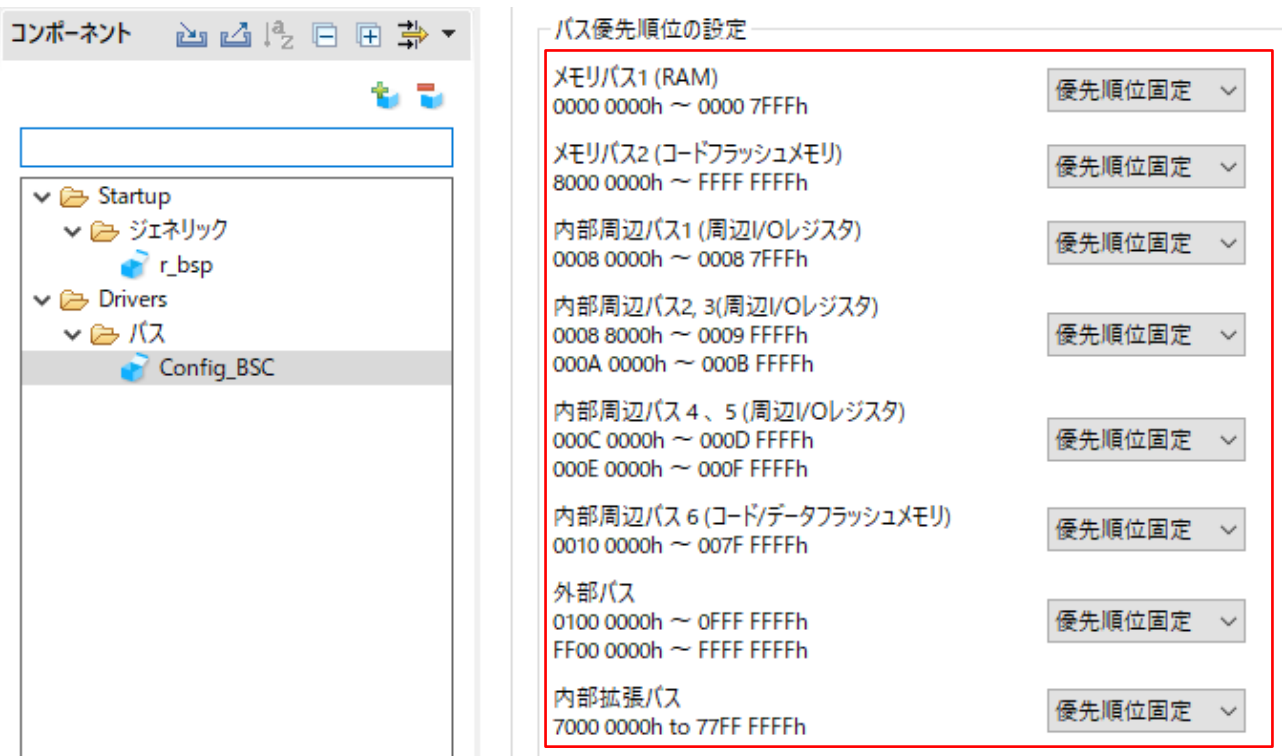 コンポーネント
Startup
ジェネリック
r_bsp
Drivers
バス
Config_BSC
バス優先順位の設定
メモリバス1 (RAM)
0000 0000h ～ 0000 7FFFh
優先順位固定
メモリバス2 (コードフラッシュメモリ)
8000 0000h ～ FFFF FFFFh
優先順位固定
内部周辺バス1 (周辺I/Oレジスタ)
0008 0000h ～ 0008 7FFFh
優先順位固定
内部周辺バス2, 3(周辺I/Oレジスタ)
0008 8000h ～ 0009 FFFFh
000A 0000h ～ 000B FFFFh
優先順位固定
内部周辺バス 4 、5 (周辺I/Oレジスタ)
000C 0000h ～ 000D FFFFh
000E 0000h ～ 000F FFFFh
優先順位固定
内部周辺バス 6 (コード/データフラッシュメモリ)
0010 0000h ～ 007F FFFFh
優先順位固定
外部バス
0100 0000h ～ 0FFF FFFFh
FF00 0000h ～ FFFF FFFFh
優先順位固定
内部拡張バス
7000 0000h to 77FF FFFFh
優先順位固定